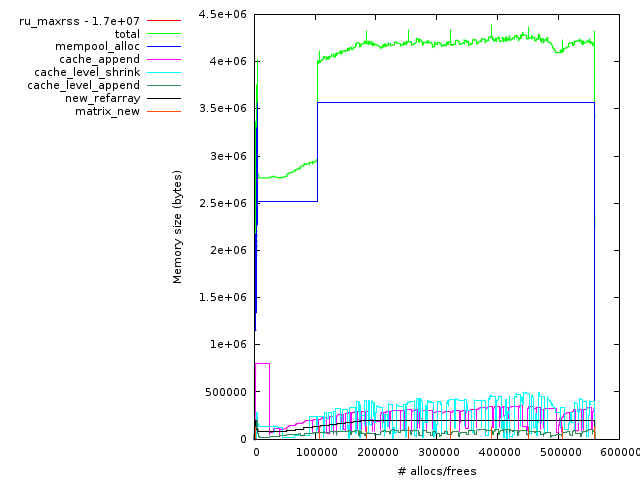 ru_maxrss - 1.7e+07
total
mempool_alloc
cache_append
cache_level_shrink
cache_level_append
new_refarray
matrix_new
4.5e+06
4e+06
3.5e+06
3e+06
2.5e+06
2e+06
1.5e+06
1e+06
500000
0
Memory size (bytes)
0 100000 200000 300000 400000 500000 600000
# allocs/frees